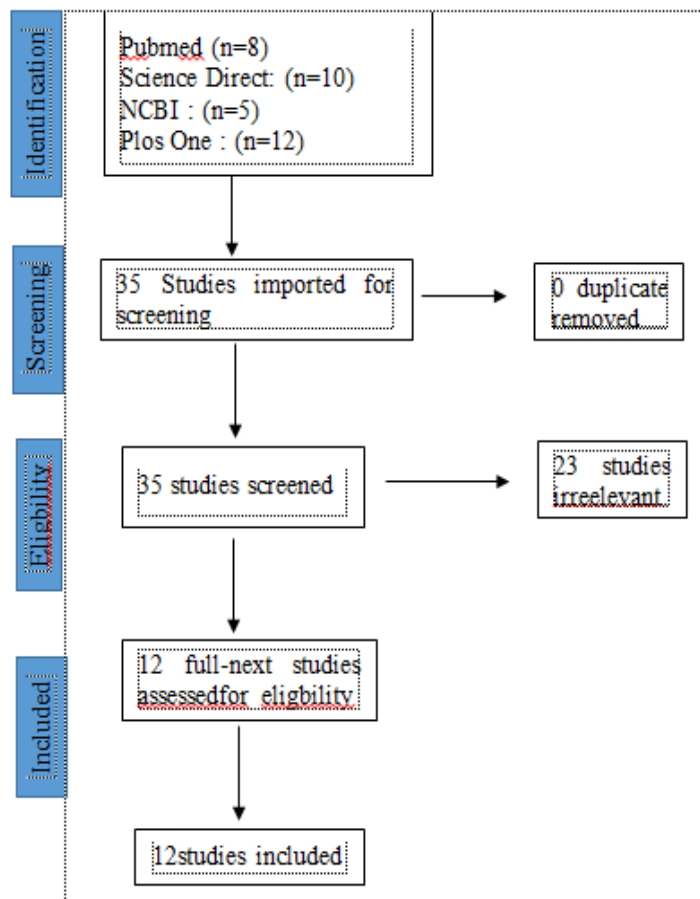 Identification
Pubmed (n=8)
Science Direct: (n=10)
NCBI : (n=5)
Plos One : (n=12)
Screening
35 Studies imported for
screening
0 duplicate
removed
Eligbility
35 studies screened
23 studies
irreelevant
Included
12 full-next studies
assessedfor eligbility
12studies included